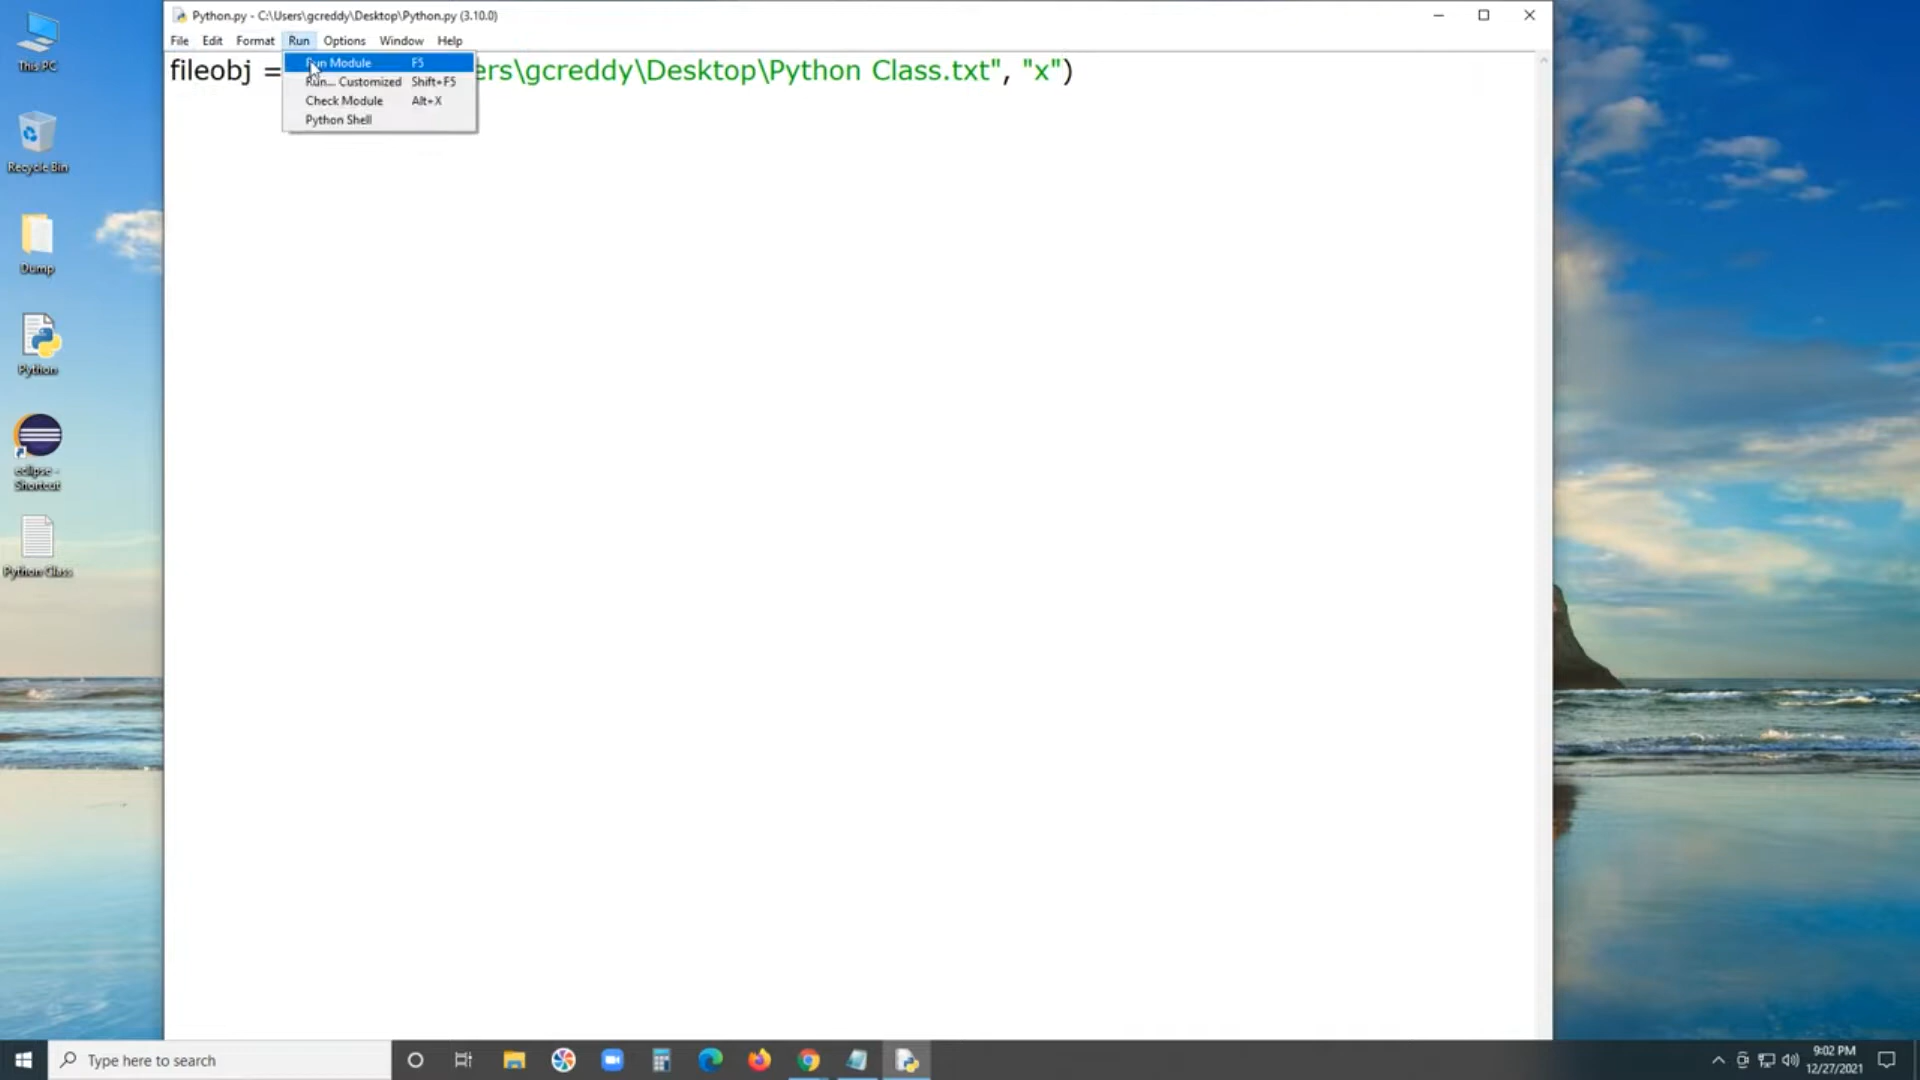 Python.py - C:\Users\gcreddy\Desktop\Python.py (3.10.0)
File Edit Format Run Options Window Help
fileobj = ers\gcreddy\Desktop\Python Class.txt", "x")
Run Module F5
Run... Customized Shift+F5
Check Module Alt+X
Python Shell
This PC
Recycle Bin
Dump
Python
eclipse -
Shortcut
Python Class
Type here to search
9:02 PM
12/27/2021